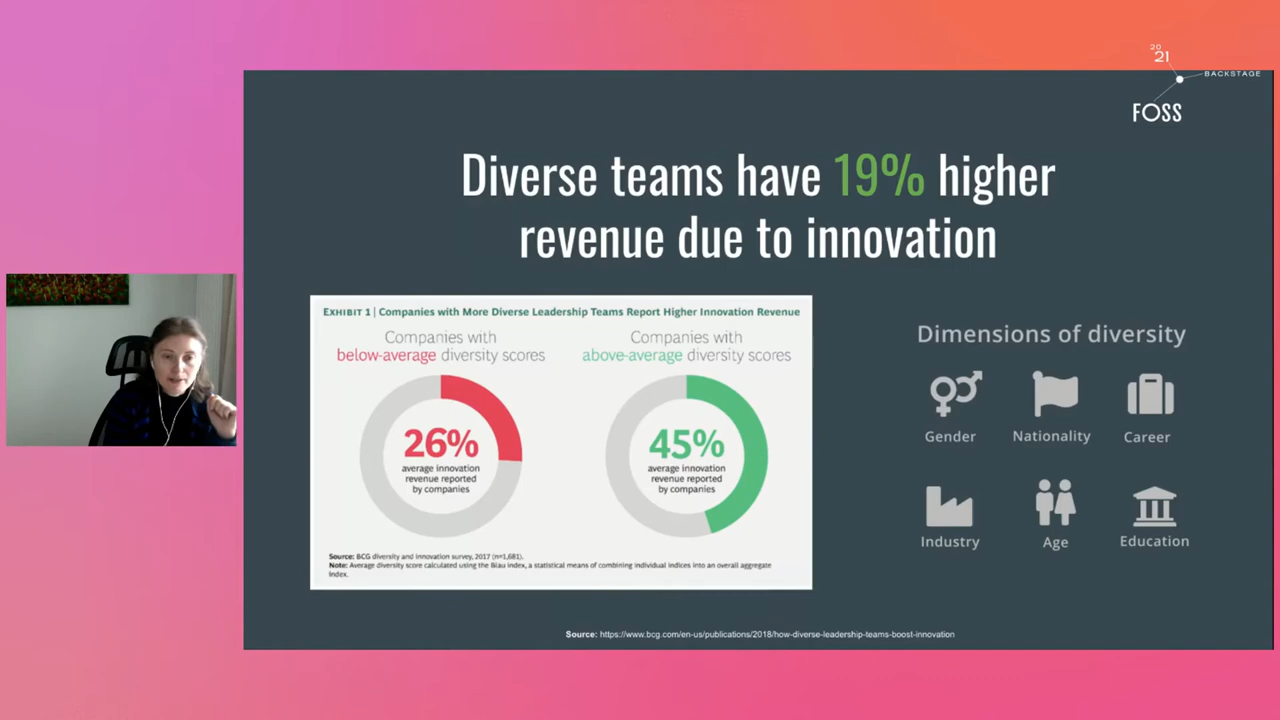 20
21
BACKSTAGE
FOSS
Diverse teams have 19% higher
revenue due to innovation
EXHIBIT 1 | Companies with More Diverse Leadership Teams Report Higher Innovation Revenue
Companies with
below-average diversity scores
26%
average innovation
revenue reported
by companies
Companies with
above-average diversity scores
45%
average innovation
revenue reported
by companies
Source: BCG diversity and innovation survey, 2017 (n=1,681).
Note: Average diversity score calculated using the Blau index, a statistical means of combining individual indices into an overall aggregate
index.
Dimensions of diversity
Gender
Nationality
Career
Industry
Age
Education
Source: https://www.bcg.com/en-us/publications/2018/how-diverse-leadership-teams-boost-innovation